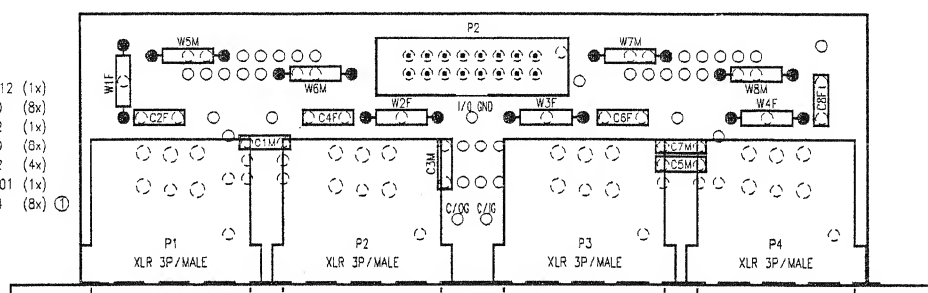 P2
W5M
W7M
W1F
W6M
W8M
12 (1x)
(8x)
(1x)
(8x)
(4x)
01 (1x)
(8x) ①
C2F
C4F
W2F
I/O GND
W3F
C6F
W4F
C8F
C1M
C3M
C7M
C5M
C/OG C/IG
P1
XLR 3P/MALE
P2
XLR 3P/MALE
P3
XLR 3P/MALE
P4
XLR 3P/MALE